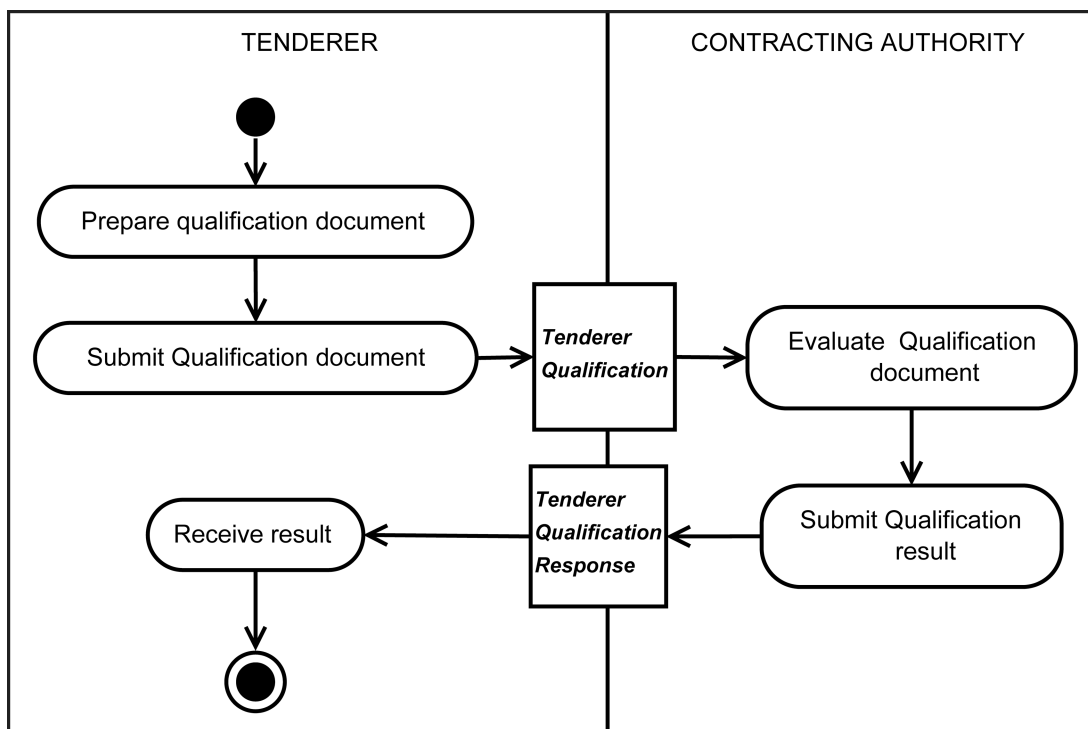 TENDERER
CONTRACTING AUTHORITY
Prepare qualification document
Submit Qualification document
Tenderer
Qualification
Evaluate Qualification
document
Submit Qualification
result
Tenderer
Qualification
Response
Receive result